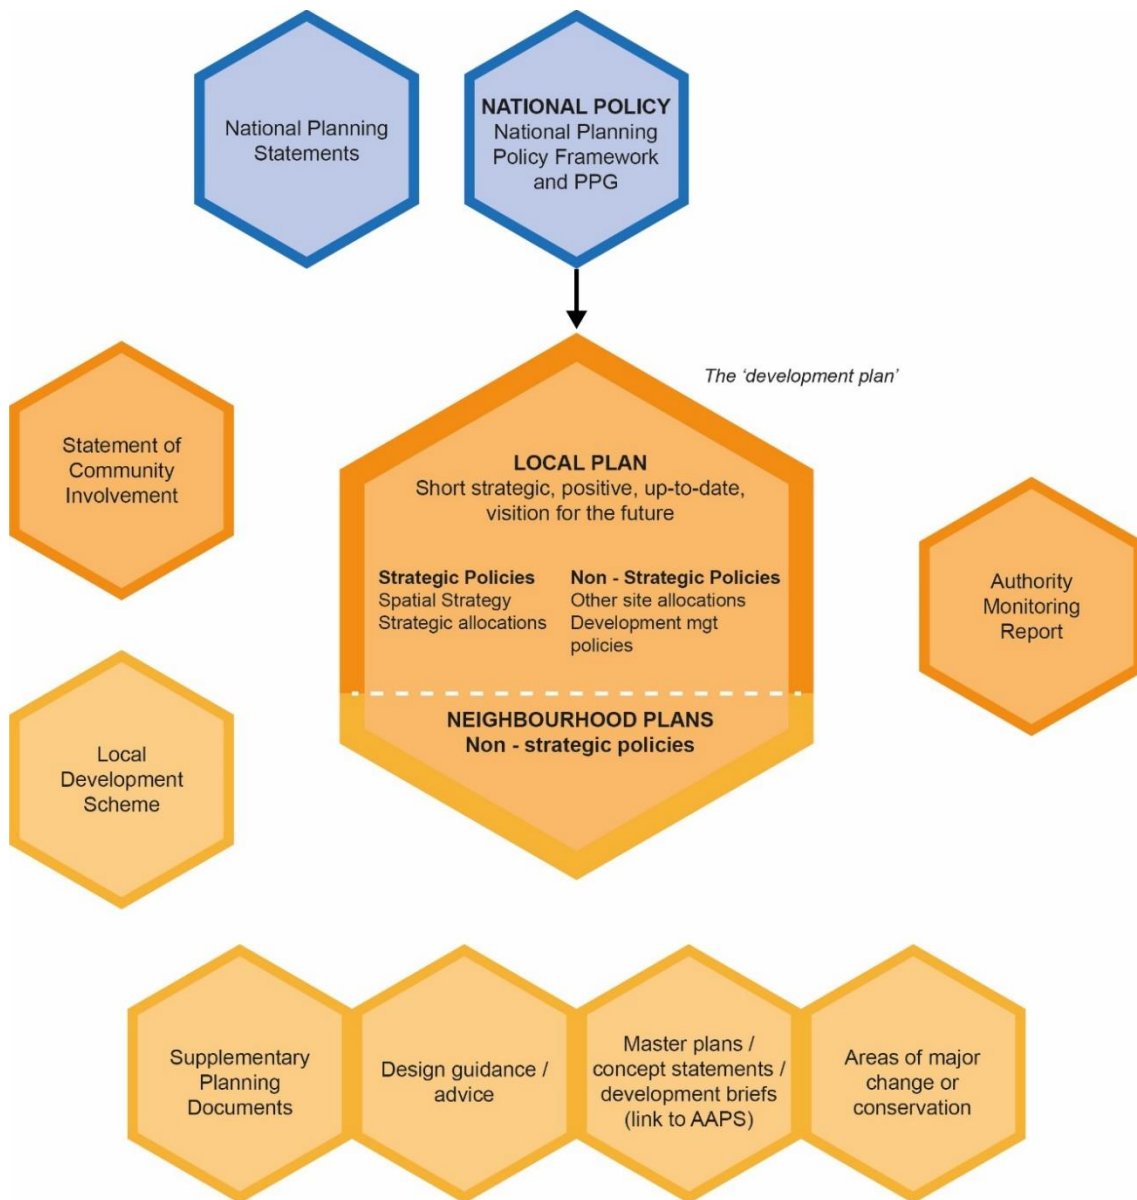 National Planning
Statements
NATIONAL POLICY
National Planning
Policy Framework
and PPG
The ‘development plan’
Statement of
Community
Involvement
LOCAL PLAN
Short strategic, positive, up-to-date,
visition for the future
Strategic Policies
Spatial Strategy
Strategic allocations
Non - Strategic Policies
Other site allocations
Development mgt
policies
Authority
Monitoring
Report
NEIGHBOURHOOD PLANS
Non - strategic policies
Local
Development
Scheme
Supplementary
Planning
Documents
Design guidance /
advice
Master plans /
concept statements /
development briefs
(link to AAPS)
Areas of major
change or
conservation